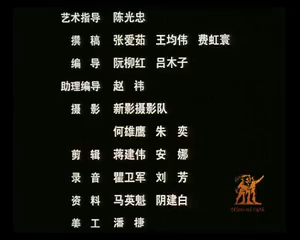 艺术指导 陈光忠
撰稿 张爱茹 王均伟 费虹寰
编导 阮柳红 吕木子
助理编导 赵祎
摄影 新影摄影队
何雄鹰 朱奕
剪辑 蒋建伟 安娜
录音 瞿卫军 刘芳
资料 马英魁 阴建白
美工 潘捷